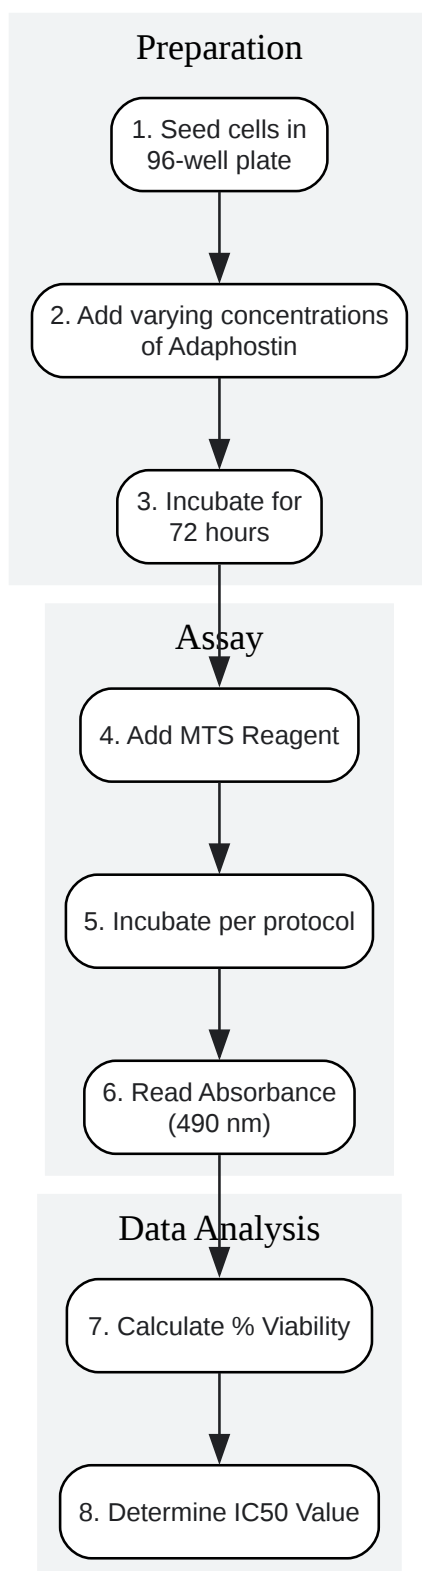 Preparation
1. Seed cells in
96-well plate
2. Add varying concentrations
of Adaphostin
3. Incubate for
72 hours
Assay
4. Add MTS Reagent
5. Incubate per protocol
6. Read Absorbance
(490 nm)
Data Analysis
7. Calculate % Viability
8. Determine IC50 Value